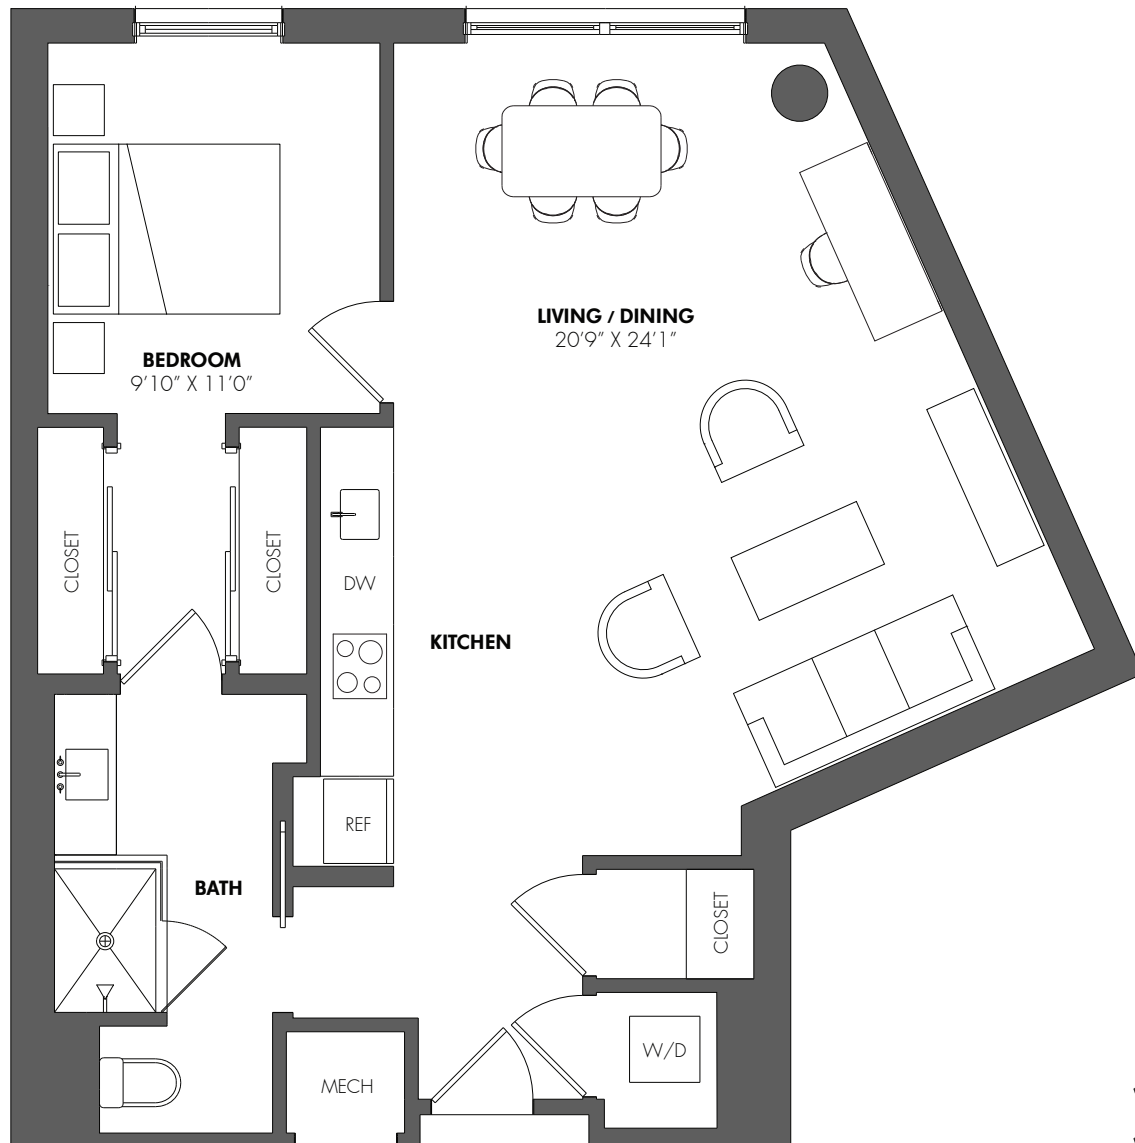 LIVING / DINING
20'9" X 24'1"
BEDROOM
9'10" X 11'0"
CLOSET
CLOSET
DW
KITCHEN
REF
BATH
CLOSET
W/D
MECH